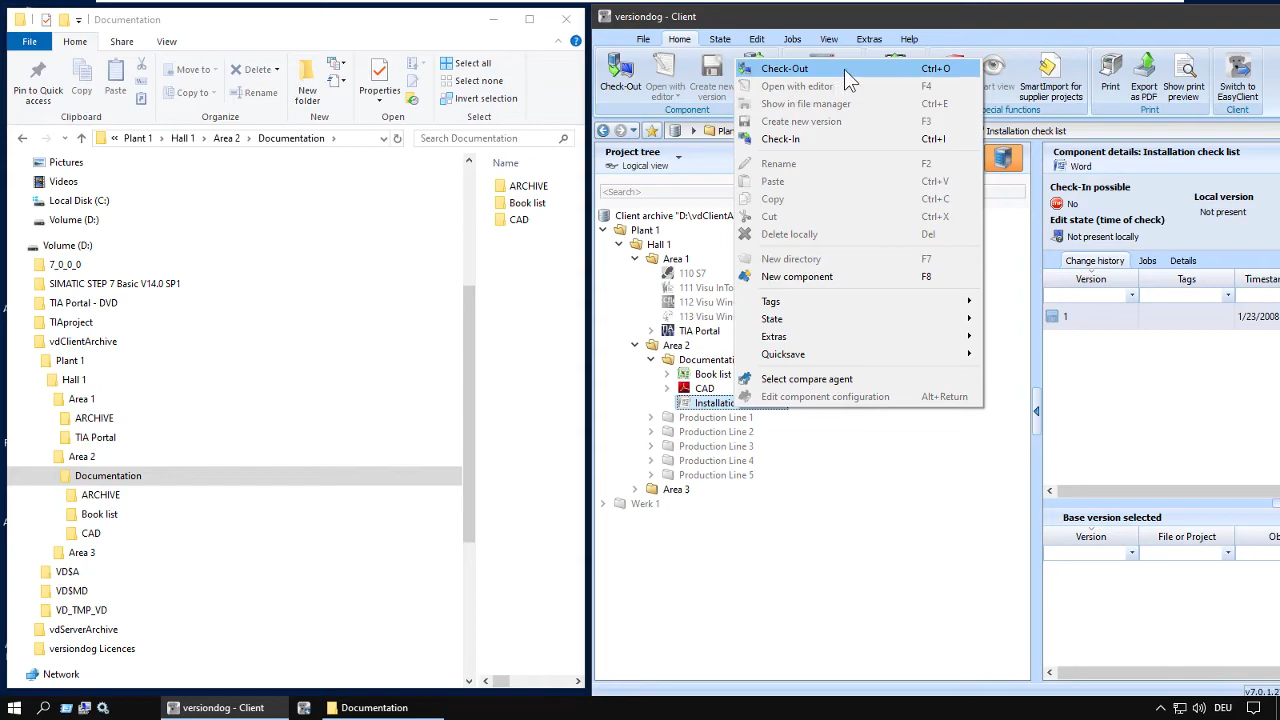 Documentation
File
Home
Share
View
Pin to Quick access
Copy
Paste
Move to
Copy to
Delete
Rename
Organize
New folder
New
Properties
Open
Select all
Select none
Invert selection
Select
Plant 1 > Hall 1 > Area 2 > Documentation >
Search Documentation
Pictures
Videos
Local Disk (C:)
Volume (D:)
Volume (D:)
7_0_0_0
SIMATIC STEP 7 Basic V14.0 SP1
TIA Portal - DVD
TIAproject
vdClientArchive
Plant 1
Hall 1
Area 1
ARCHIVE
TIA Portal
Area 2
Documentation
ARCHIVE
Book list
CAD
Area 3
VD$A
VD$MD
VD_TMP_VD
vdServerArchive
versiondog Licences
Network
Name
ARCHIVE
Book list
CAD
versiondog - Client
File
Home
State
Edit
Jobs
View
Extras
Help
Check-Out
Open with editor
Create new version
Component
SmartImport for supplier projects
Print
Export as PDF
Show print preview
Switch to EasyClient
Client
Installation check list
Project tree
Logical view
<Search>
Client archive "D:\vdClientA
Plant 1
Hall 1
Area 1
110 S7
111 Visu InTo
112 Visu Win
113 Visu Win
TIA Portal
Area 2
Documentat
Book list
CAD
Installatio
Production Line 1
Production Line 2
Production Line 3
Production Line 4
Production Line 5
Area 3
Werk 1
Check-Out Ctrl+O
Open with editor F4
Show in file manager Ctrl+E
Create new version F3
Check-In Ctrl+I
Rename F2
Paste Ctrl+V
Copy Ctrl+C
Cut Ctrl+X
Delete locally Del
New directory F7
New component F8
Tags
State
Extras
Quicksave
Select compare agent
Edit component configuration Alt+Return
Component details: Installation check list
Word
Check-In possible
No
Local version
Not present
Edit state (time of check)
Not present locally
Change history
Jobs
Details
Version
Tags
Timesta
1
1/23/2008
Base version selected
Version
File or Project
Ob
v7.0.1.2
versiondog - Client
Documentation
DEU